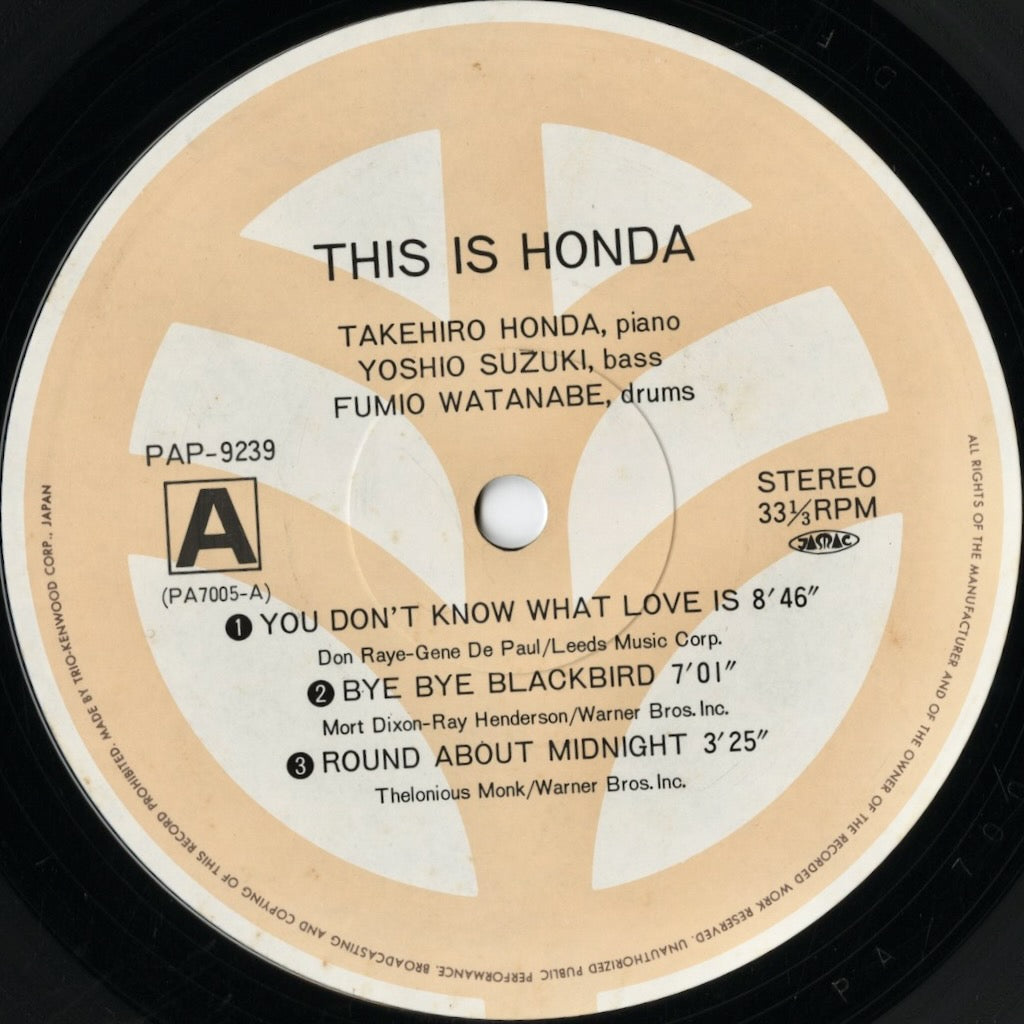 THIS IS HONDA
TAKEHIRO HONDA, piano
YOSHIO SUZUKI, bass
FUMIO WATANABE, drums
PAP-9239
A
(PA7005-A)
STEREO
33⅓RPM
JASRAC
❶ YOU DON'T KNOW WHAT LOVE IS 8'46"
Don Raye-Gene De Paul/Leeds Music Corp.
❷ BYE BYE BLACKBIRD 7'01"
Mort Dixon-Ray Henderson/Warner Bros.Inc.
❸ ROUND ABOUT MIDNIGHT 3'25"
Thelonious Monk/Warner Bros.Inc.
ALL RIGHTS OF THE MANUFACTURER AND OF THE OWNER OF THE RECORDED WORK RESERVED. UNAUTHORIZED PUBLIC PERFORMANCE. BROADCASTING AND COPYING OF THIS RECORD PROHIBITED. MADE BY TRIO-KENWOOD CORP., JAPAN